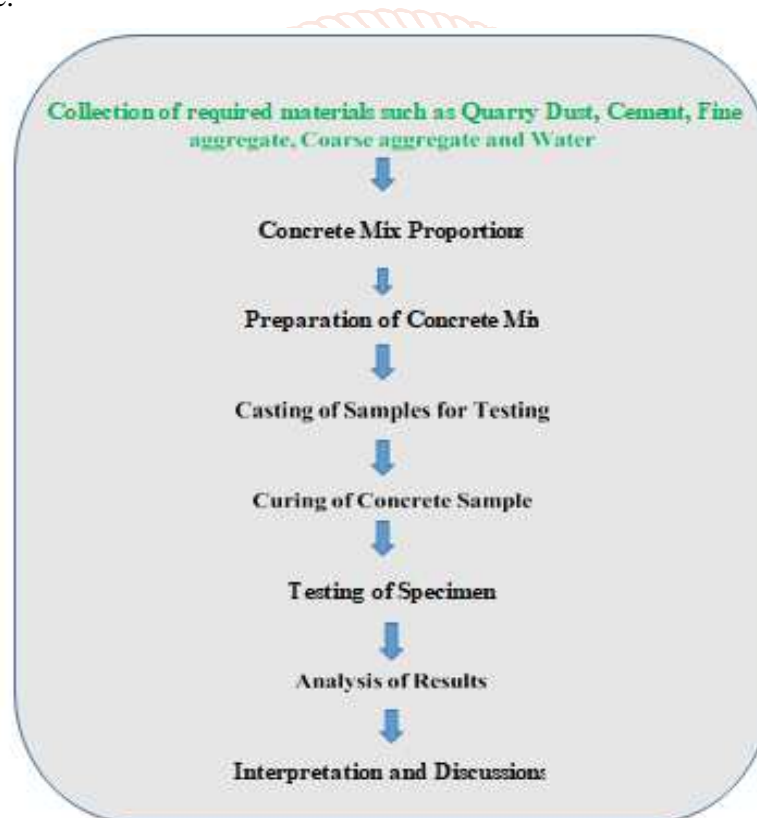 Collection of required materials such as Quarry Dust, Cement, Fine
aggregate, Coarse aggregate and Water
Concrete Mix Proportions
Preparation of Concrete Mix
Casting of Samples for Testing
Curing of Concrete Sample
Testing of Specimen
Analysis of Results
Interpretation and Discussions